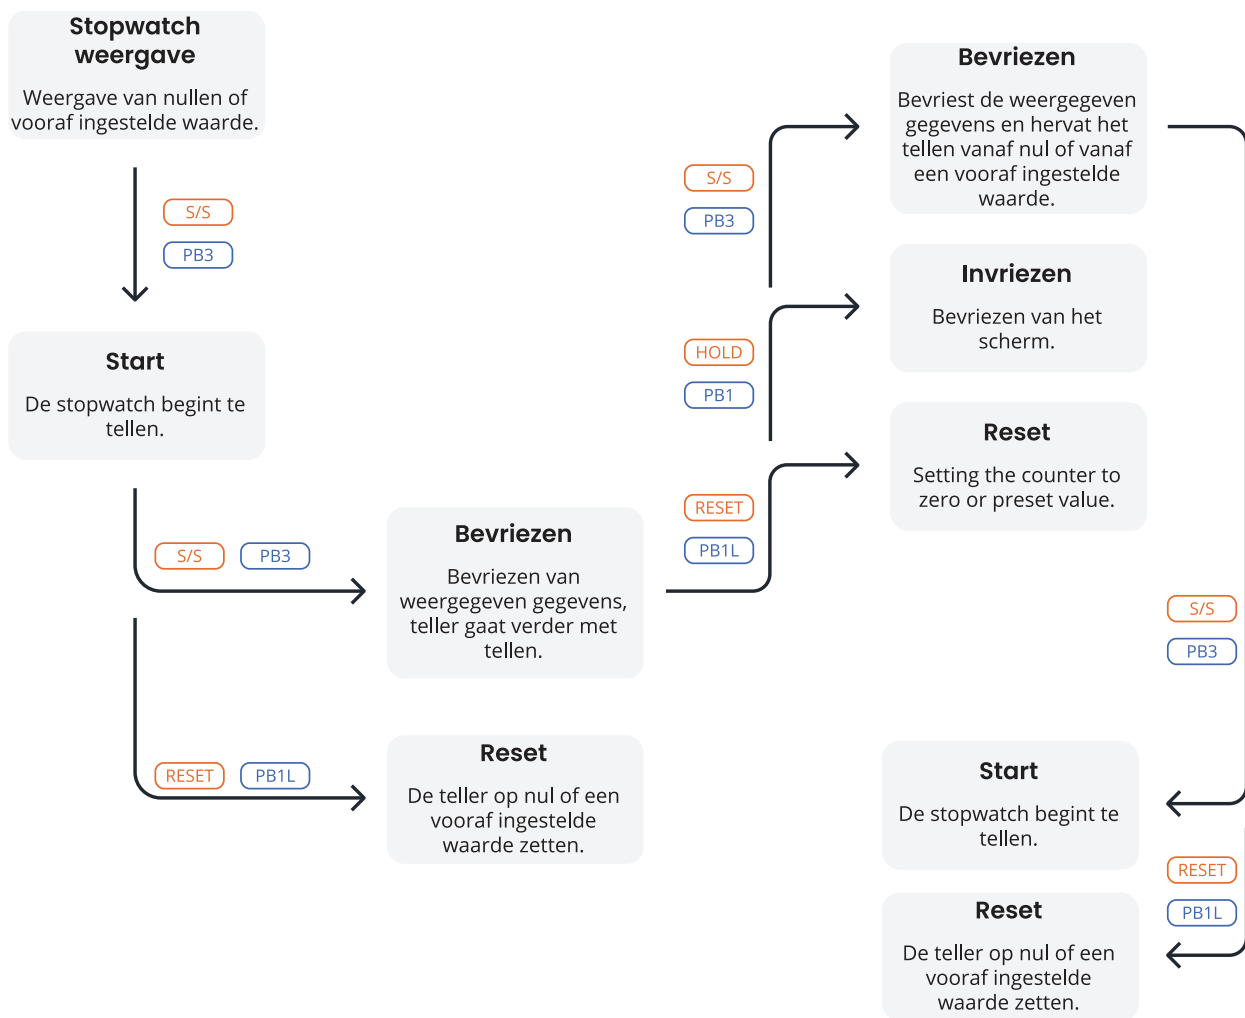 Stopwatch
weergave
Weergave van nullen of
vooraf ingestelde waarde.
S/S
PB3
Start
De stopwatch begint te
tellen.
S/S PB3
RESET PB1L
Bevriezen
Bevriezen van
weergegeven gegevens,
teller gaat verder met
tellen.
Reset
De teller op nul of een
vooraf ingestelde
waarde zetten.
S/S
PB3
HOLD
PB1
RESET
PB1L
Bevriezen
Bevriest de weergegeven
gegevens en hervat het
tellen vanaf nul of vanaf
een vooraf ingestelde
waarde.
Invriezen
Bevriezen van het
scherm.
Reset
Setting the counter to
zero or preset value.
S/S
PB3
Start
De stopwatch begint te
tellen.
RESET
PB1L
Reset
De teller op nul of een
vooraf ingestelde
waarde zetten.